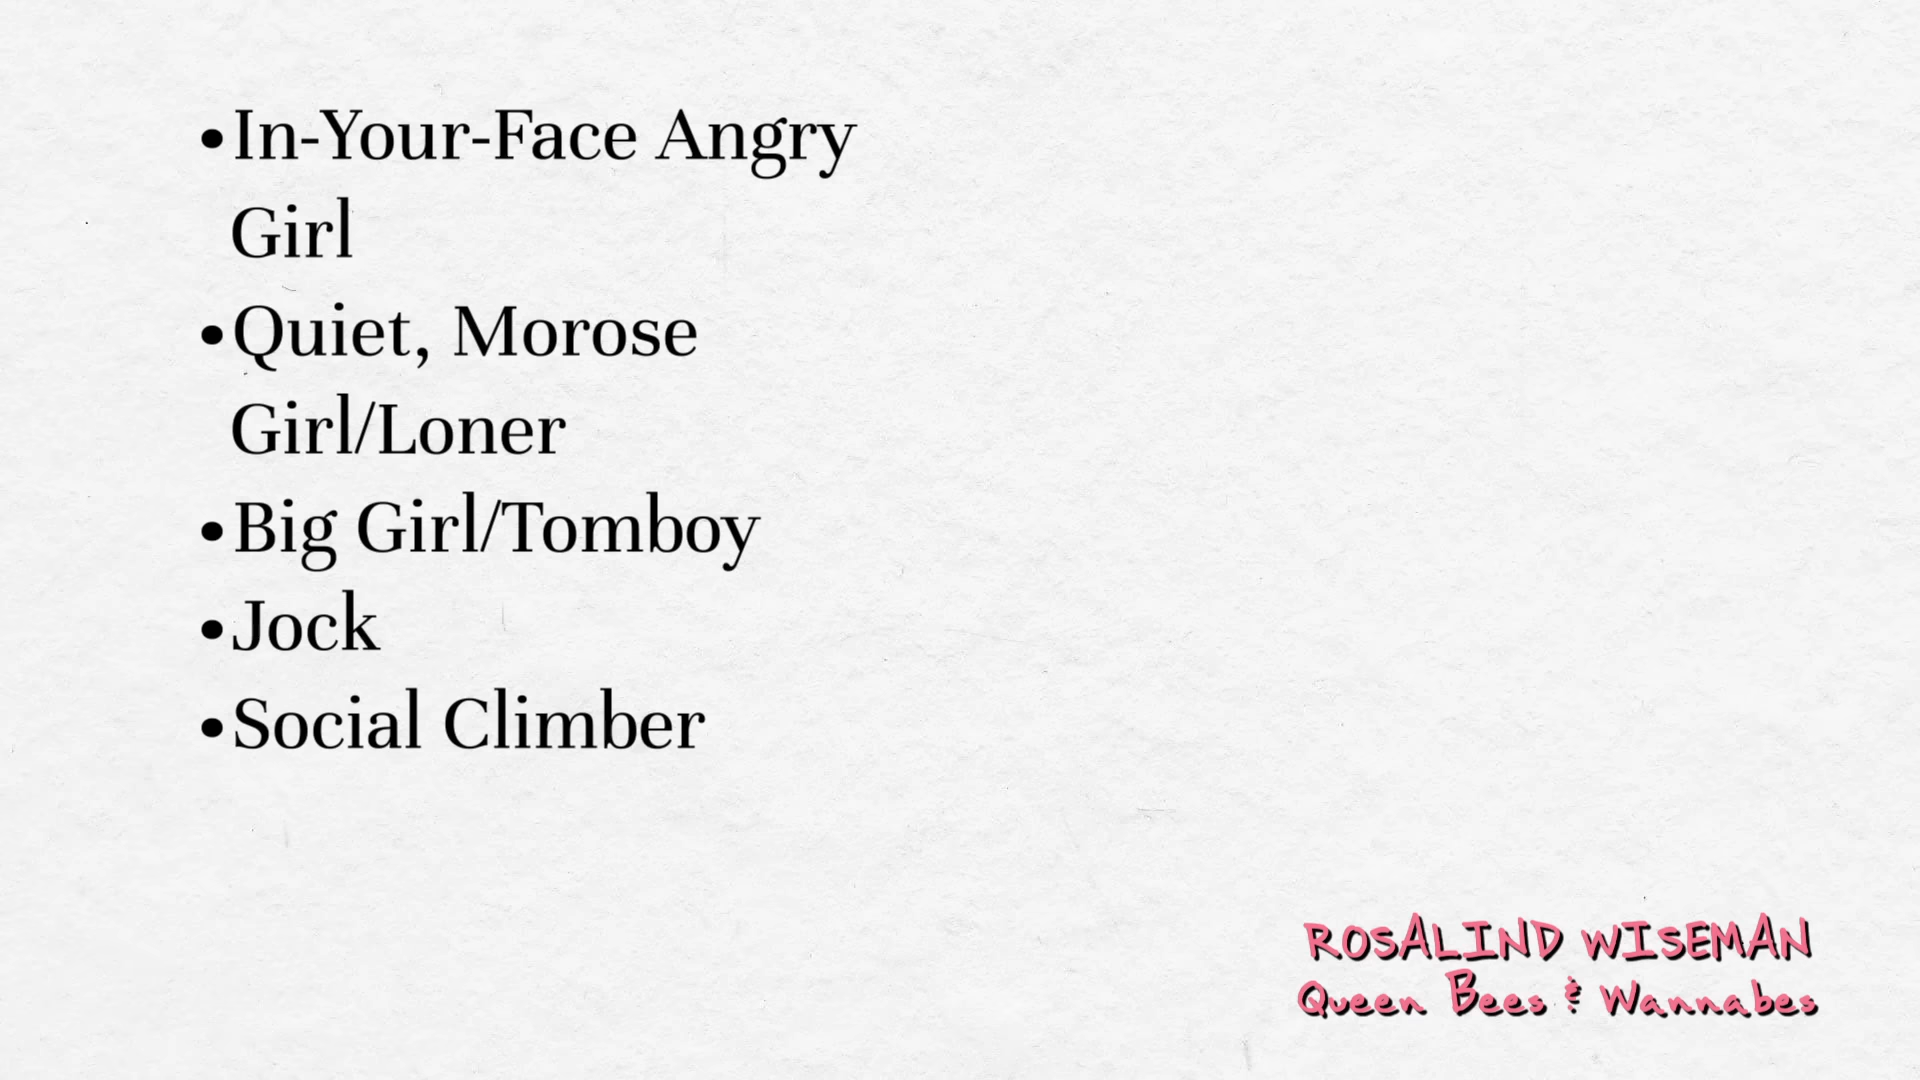 •In-Your-Face Angry
Girl
•Quiet, Morose
Girl/Loner
•Big Girl/Tomboy
•Jock
•Social Climber
ROSALIND WISEMAN
Queen Bees & Wannabes